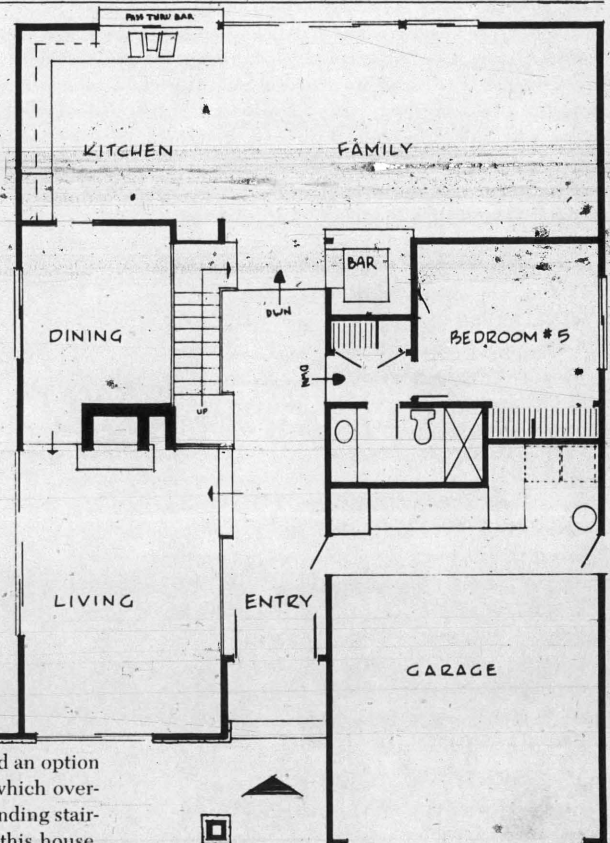 PASS THRU BAR
KITCHEN
FAMILY
BAR
DWN
DINING
BEDROOM #5
DWN
UP
LIVING
ENTRY
GARAGE
d an option
which over-
nding stair-
this house